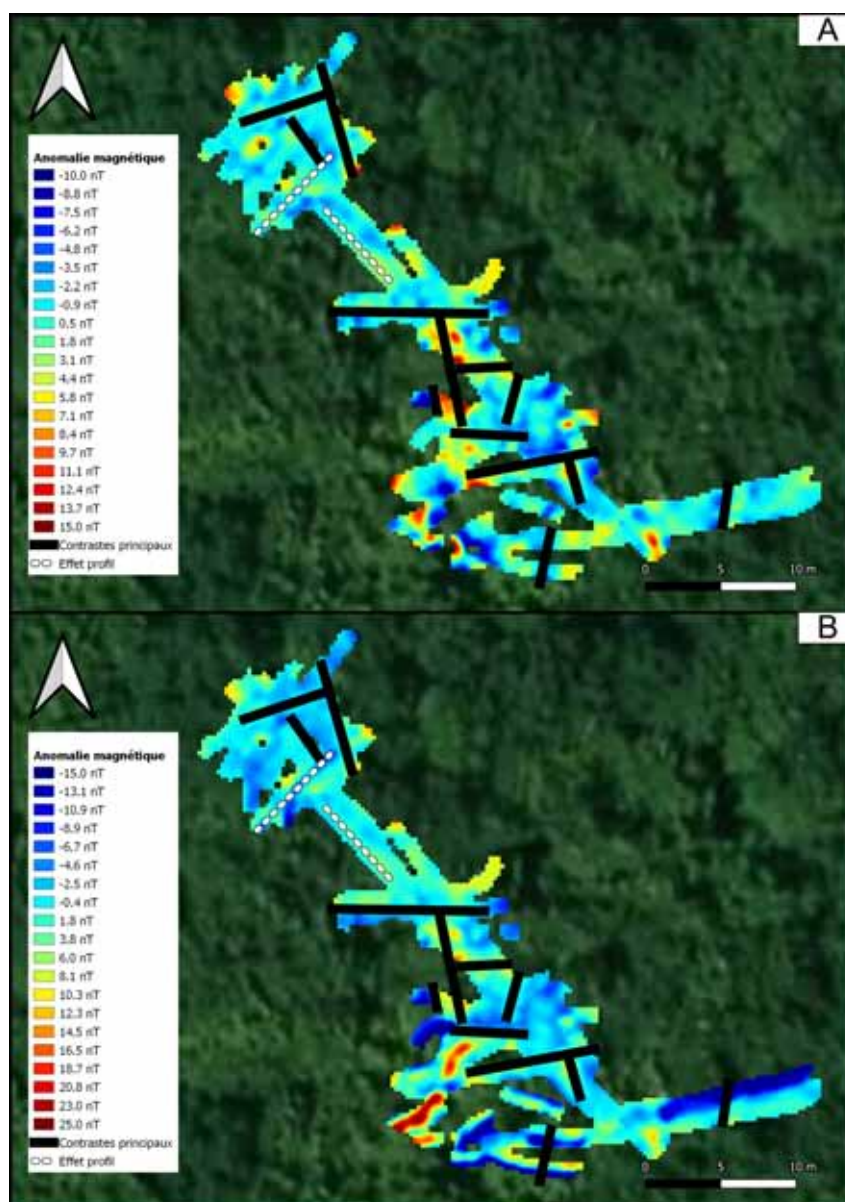 A
Anomalie magnétique
-10.0 nT
-8.8 nT
-7.5 nT
-6.2 nT
-4.8 nT
-3.5 nT
-2.2 nT
-0.9 nT
0.5 nT
1.8 nT
3.1 nT
4.4 nT
5.8 nT
7.1 nT
8.4 nT
9.7 nT
11.1 nT
12.4 nT
13.7 nT
15.0 nT
Contrastes principaux
Effet profil
0 5 10 m
B
Anomalie magnétique
-15.0 nT
-13.1 nT
-10.9 nT
-8.9 nT
-6.7 nT
-4.6 nT
-2.5 nT
-0.4 nT
1.8 nT
3.8 nT
6.0 nT
8.1 nT
10.3 nT
12.3 nT
14.5 nT
16.5 nT
18.7 nT
20.8 nT
23.0 nT
25.0 nT
Contrastes principaux
Effet profil
0 5 10 m